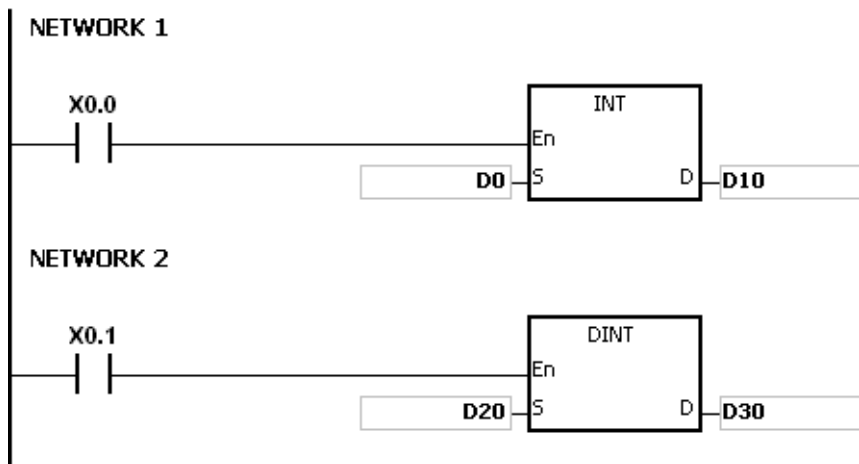 NETWORK 1
X0.0
INT
En
D0 S D D10
NETWORK 2
X0.1
DINT
En
D20 S D D30